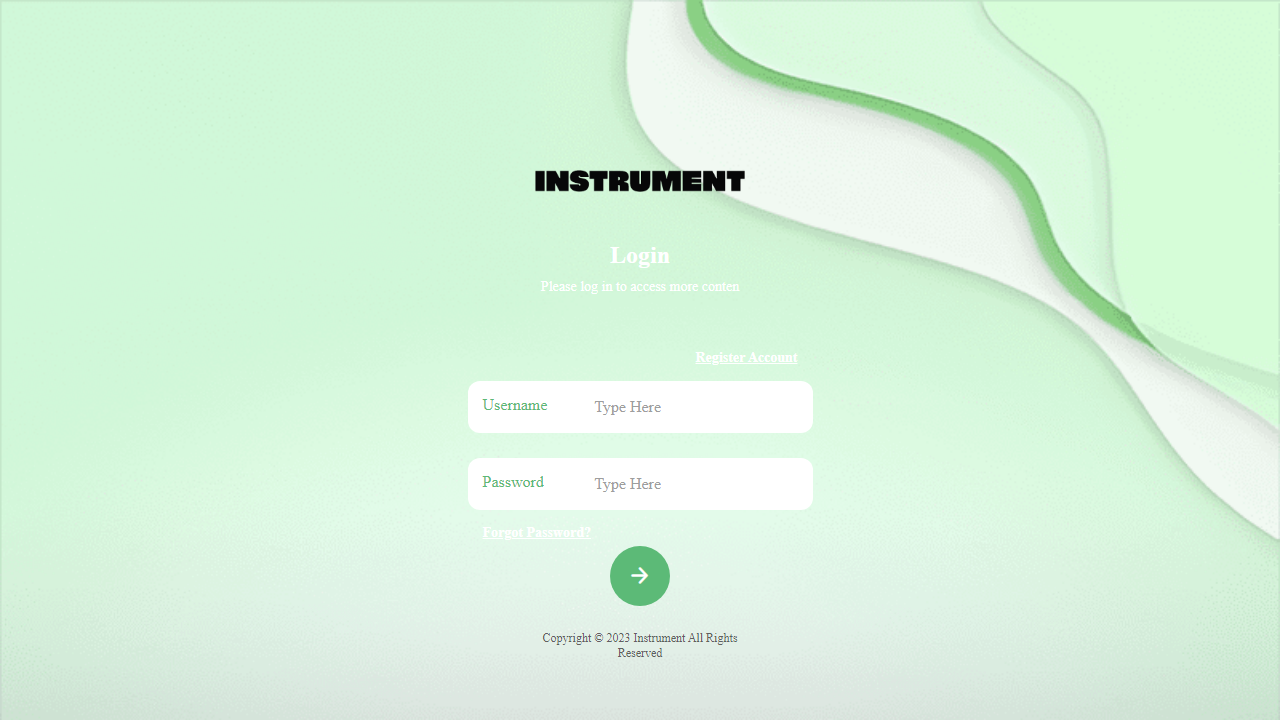 INSTRUMENT
Login
Please log in to access more conten
Register Account
Username Type Here
Password Type Here
Forgot Password?
Copyright © 2023 Instrument All Rights
Reserved